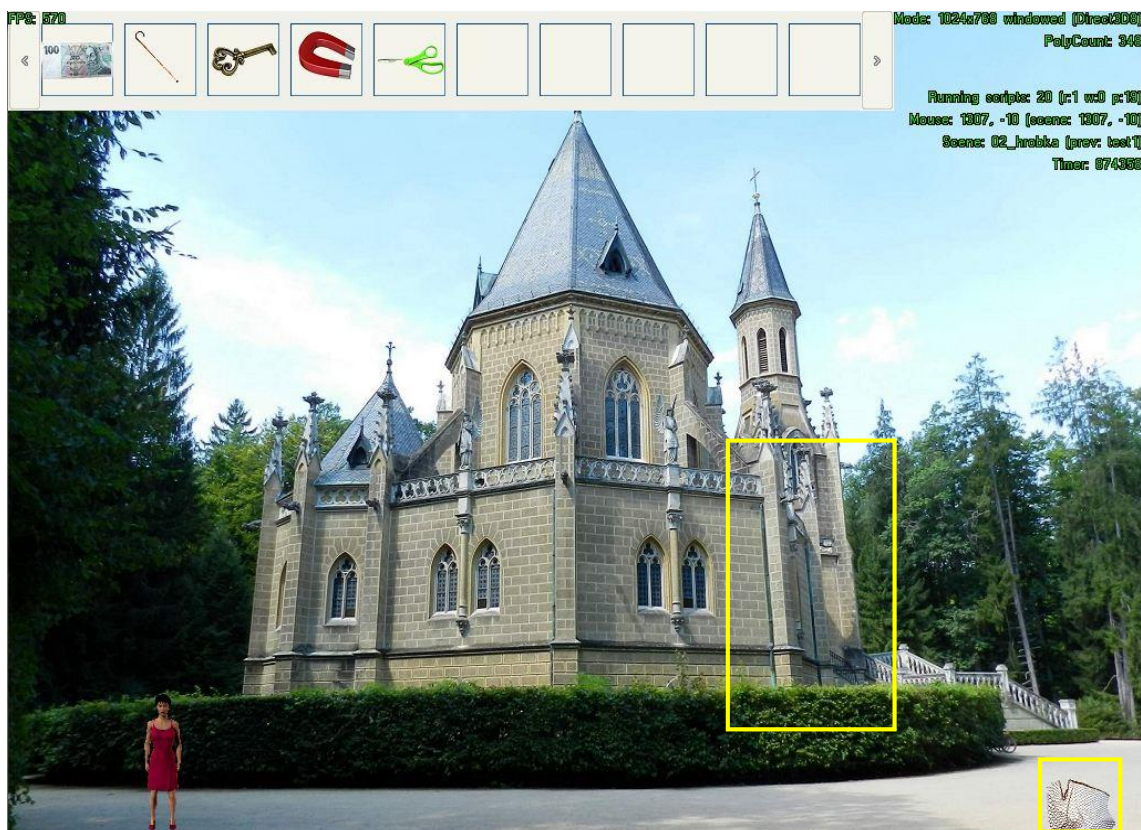 FPS: 570
Mode: 1024x768 windowed (Direct3D9)
PolyCount: 348
Running scripts: 20 (r:1 w:0 p:19)
Mouse: 1307, -10 (scene: 1307, -10)
Scene: 02_hrobka (prev: test1)
Timer: 874358
«
100
»